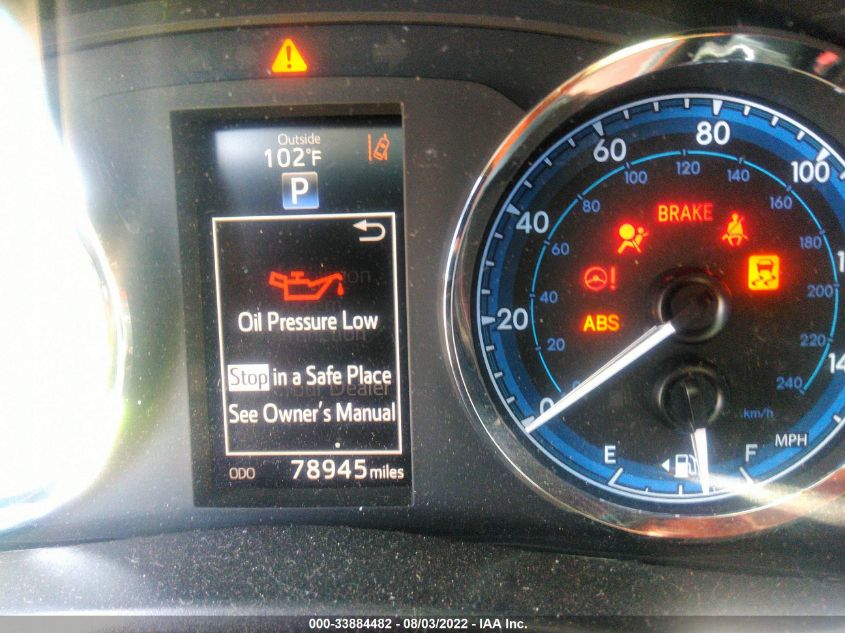 Outside
102°F
P
Oil Pressure Low
Stop in a Safe Place
See Owner's Manual
ODO 78945 miles
BRAKE
ABS
0
20
40
60
80
100
20
40
60
80
100
120
140
160
180
200
220
240
km/h
MPH
E
F
000-33884482 - 08/03/2022 - IAA Inc.